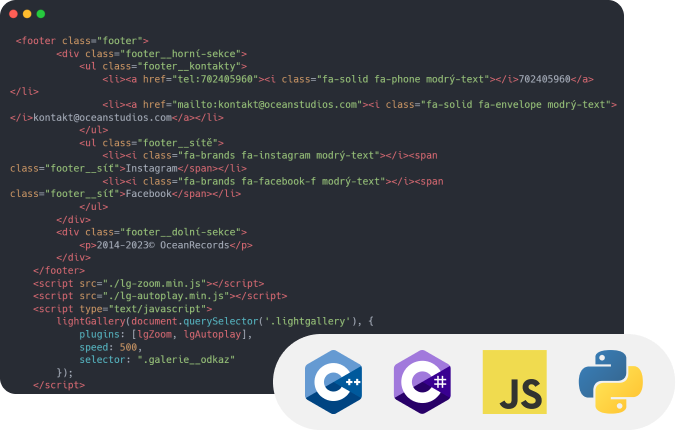 <footer class="footer">
<div class="footer__horní-sekce">
<ul class="footer__kontakty">
<li><a href="tel:702405960"><i class="fa-solid fa-phone modrý-text"></i>702405960</a>
</li>
<li><a href="mailto:kontakt@oceanstudios.com"><i class="fa-solid fa-envelope modrý-text">
</i>kontakt@oceanstudios.com</a></li>
</ul>
<ul class="footer__sítě">
<li><i class="fa-brands fa-instagram modrý-text"></i><span
class="footer__síť">Instagram</span></li>
<li><i class="fa-brands fa-facebook-f modrý-text"></i><span
class="footer__síť">Facebook</span></li>
</ul>
</div>
<div class="footer__dolní-sekce">
<p>2014-2023© OceanRecords</p>
</div>
</footer>
<script src="./lg-zoom.min.js"></script>
<script src="./lg-autoplay.min.js"></script>
<script type="text/javascript">
lightGallery(document.querySelector('.lightgallery'), {
plugins: [lgZoom, lgAutoplay],
speed: 500,
selector: ".galerie__odkaz"
});
</script>
C++ C# JS